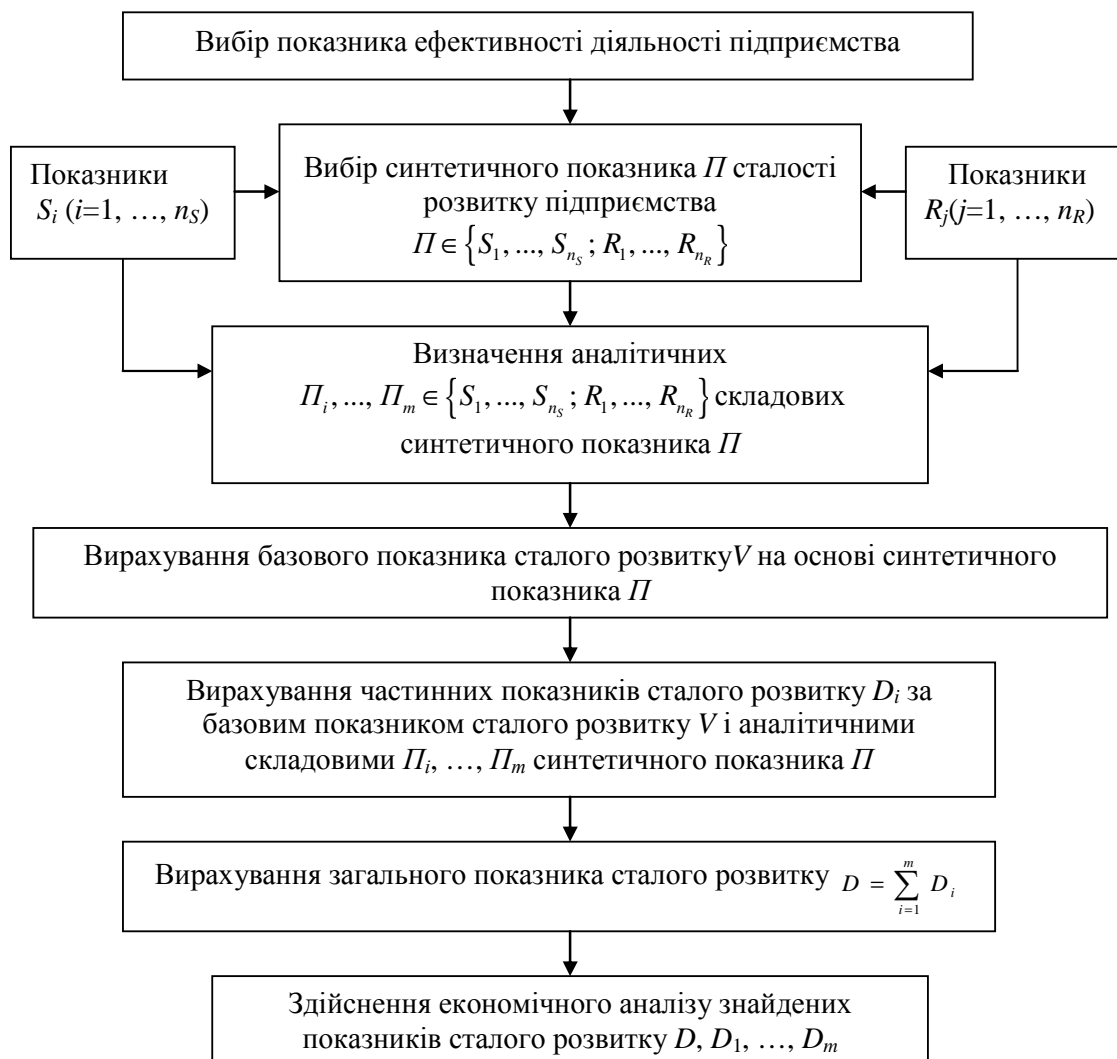 Вибір показника ефективності діяльності підприємства
Показники
S_i (i=1, …, n_S)
Вибір синтетичного показника П сталості
розвитку підприємства
П ∈ {S_1, ..., S_{n_S}; R_1, ..., R_{n_R}}
Показники
R_j(j=1, …, n_R)
Визначення аналітичних
П_i, ..., П_m ∈ {S_1, ..., S_{n_S}; R_1, ..., R_{n_R}} складових
синтетичного показника П
Вирахування базового показника сталого розвиткуV на основі синтетичного
показника П
Вирахування частинних показників сталого розвитку D_i за
базовим показником сталого розвитку V і аналітичними
складовими П_i, …, П_m синтетичного показника П
Вирахування загального показника сталого розвитку D = \sum_{i=1}^{m} D_i
Здійснення економічного аналізу знайдених
показників сталого розвитку D, D_1, …, D_m